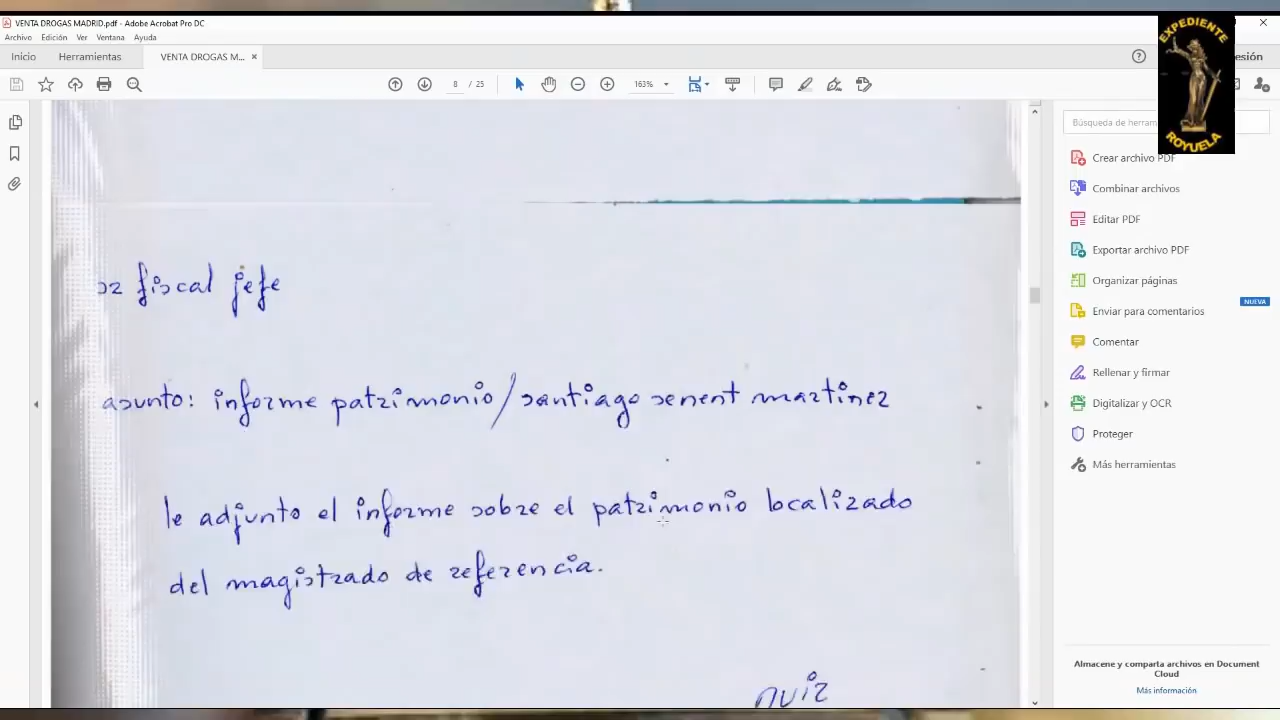 VENTA DROGAS MADRID.pdf - Adobe Acrobat Pro DC
Archivo Edición Ver Ventana Ayuda
Inicio Herramientas VENTA DROGAS M... × esión
8 / 25 163%
EXPEDIENTE
ROYUELA
Búsqueda de herram
Crear archivo PDF
Combinar archivos
Editar PDF
Exportar archivo PDF
Organizar páginas
NUEVA
Enviar para comentarios
Comentar
Rellenar y firmar
Digitalizar y OCR
Proteger
Más herramientas
Almacene y comparta archivos en Document
Cloud
Más información
fiscal jefe
asunto: informe patrimonio/santiago senent martinez
le adjunto el informe sobre el patrimonio localizado
del magistrado de referencia.